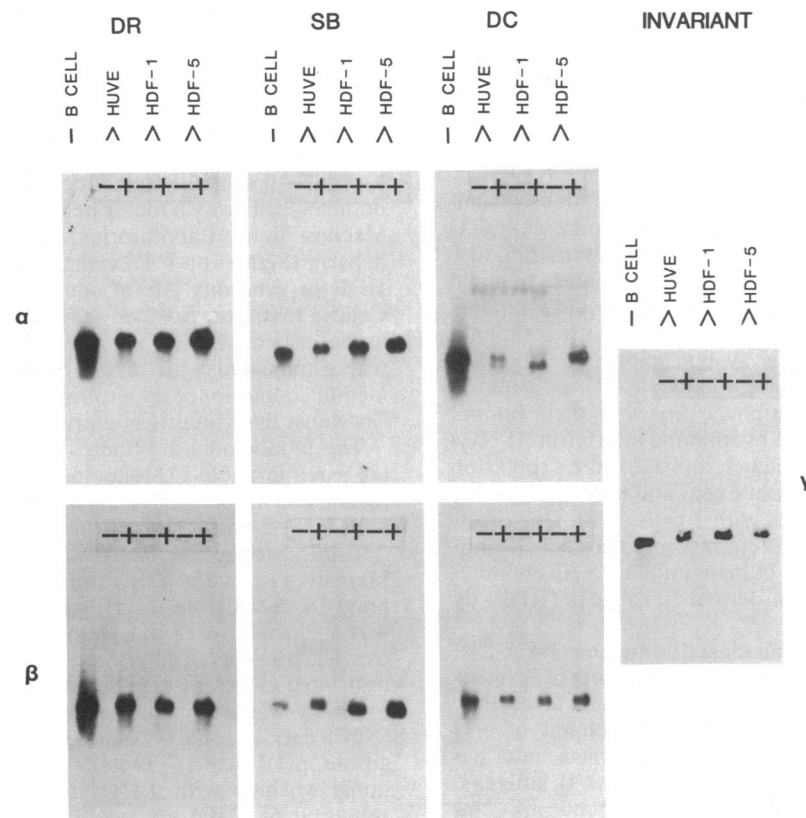 DR SB DC INVARIANT
— B CELL > HUVE > HDF-1 > HDF-5
— B CELL > HUVE > HDF-1 > HDF-5
— B CELL > HUVE > HDF-1 > HDF-5
— B CELL > HUVE > HDF-1 > HDF-5
α
−+−+−+
−+−+−+
−+−+−+
γ
−+−+−+
β
−+−+−+
−+−+−+
−+−+−+